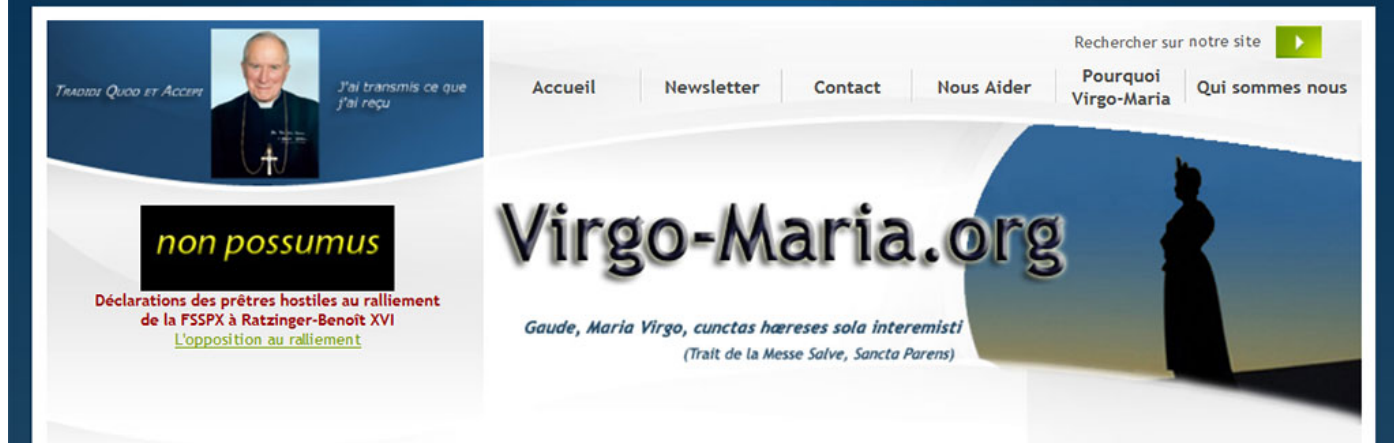 TRADIDI QUOD ET ACCEPI
J'ai transmis ce que
j'ai reçu
Rechercher sur notre site
Accueil
Newsletter
Contact
Nous Aider
Pourquoi
Virgo-Maria
Qui sommes nous
non possumus
Déclarations des prêtres hostiles au ralliement
de la FSSPX à Ratzinger-Benoît XVI
L'opposition au ralliement
Virgo-Maria.org
Gaude, Maria Virgo, cunctas hæreses sola interemisti
(Trait de la Messe Salve, Sancta Parens)